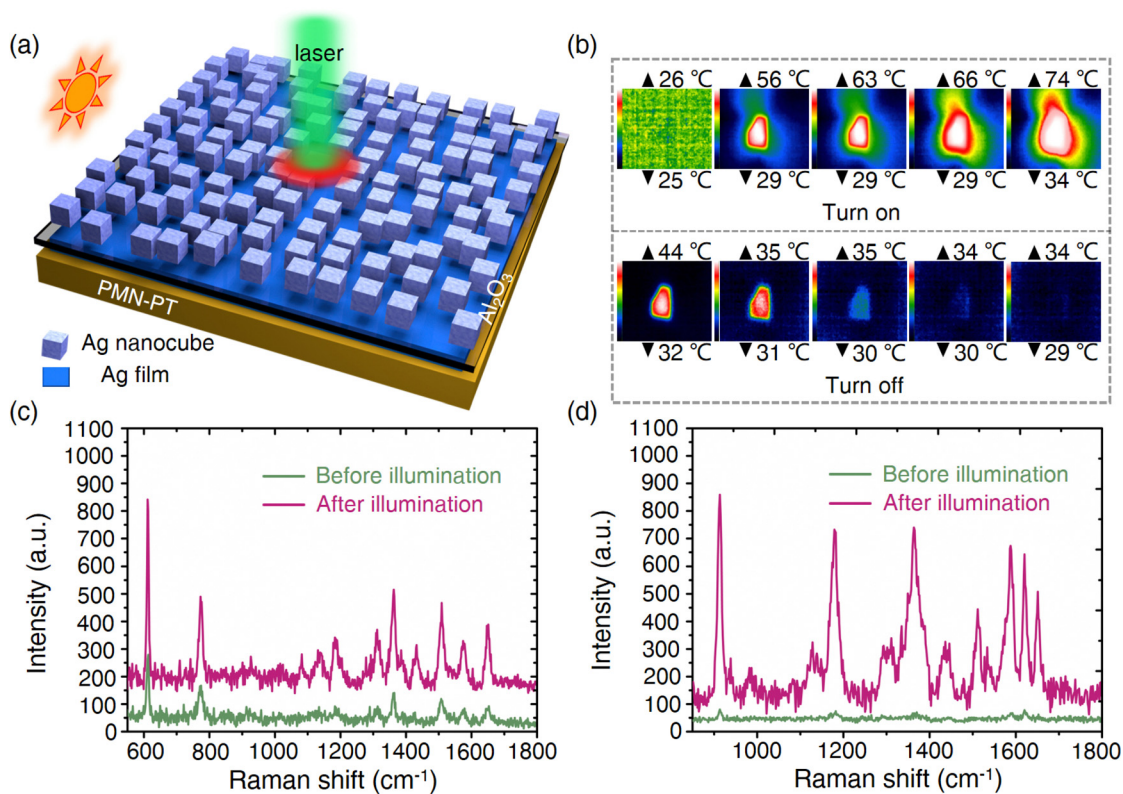 (a)
laser
PMN-PT
Al₂O₃
Ag nanocube
Ag film
(b)
▲26 ℃ ▲56 ℃ ▲63 ℃ ▲66 ℃ ▲74 ℃
▼25 ℃ ▼29 ℃ ▼29 ℃ ▼29 ℃ ▼34 ℃
Turn on
▲44 ℃ ▲35 ℃ ▲35 ℃ ▲34 ℃ ▲34 ℃
▼32 ℃ ▼31 ℃ ▼30 ℃ ▼30 ℃ ▼29 ℃
Turn off
(c)
1100
1000
900
800
700
600
500
400
300
200
100
0
Intensity (a.u.)
Before illumination
After illumination
600 800 1000 1200 1400 1600 1800
Raman shift (cm⁻¹)
(d)
1100
1000
900
800
700
600
500
400
300
200
100
0
Intensity (a.u.)
Before illumination
After illumination
1000 1200 1400 1600 1800
Raman shift (cm⁻¹)